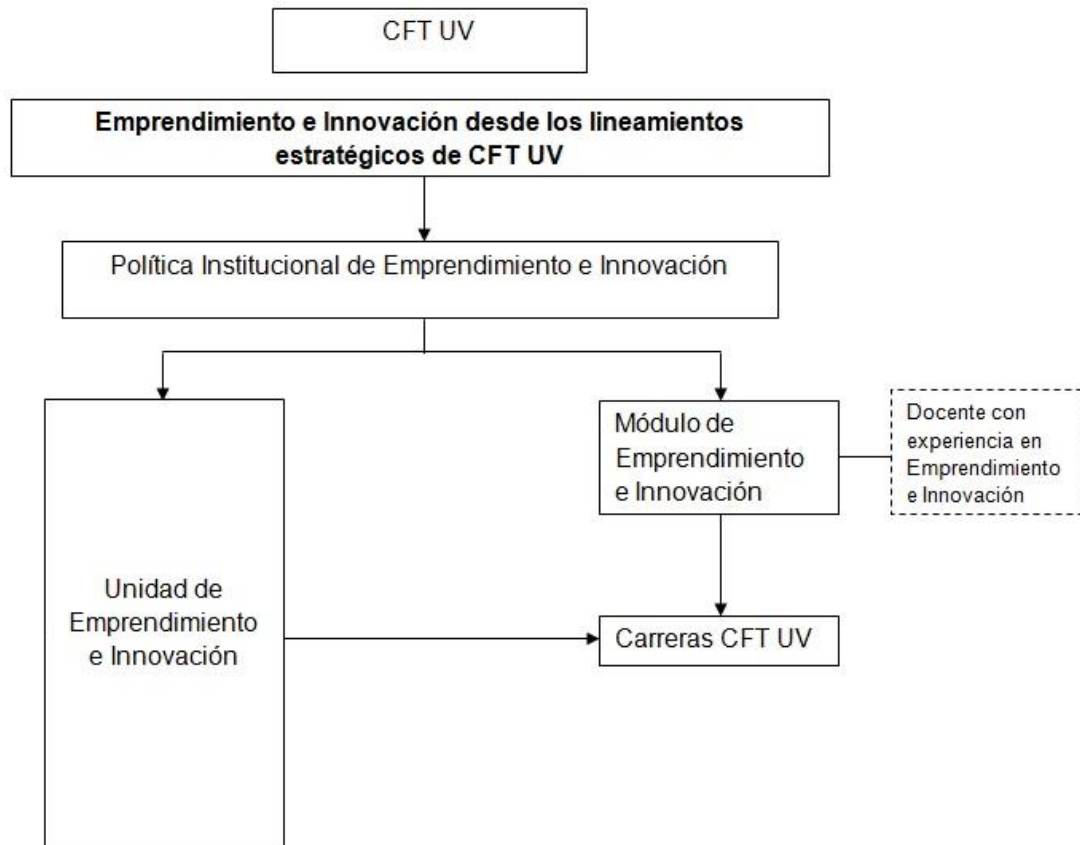 CFT UV
Emprendimiento e Innovación desde los lineamientos
estratégicos de CFT UV
Política Institucional de Emprendimiento e Innovación
Módulo de
Emprendimiento
e Innovación
Docente con
experiencia en
Emprendimiento
e Innovación
Unidad de
Emprendimiento
e Innovación
Carreras CFT UV